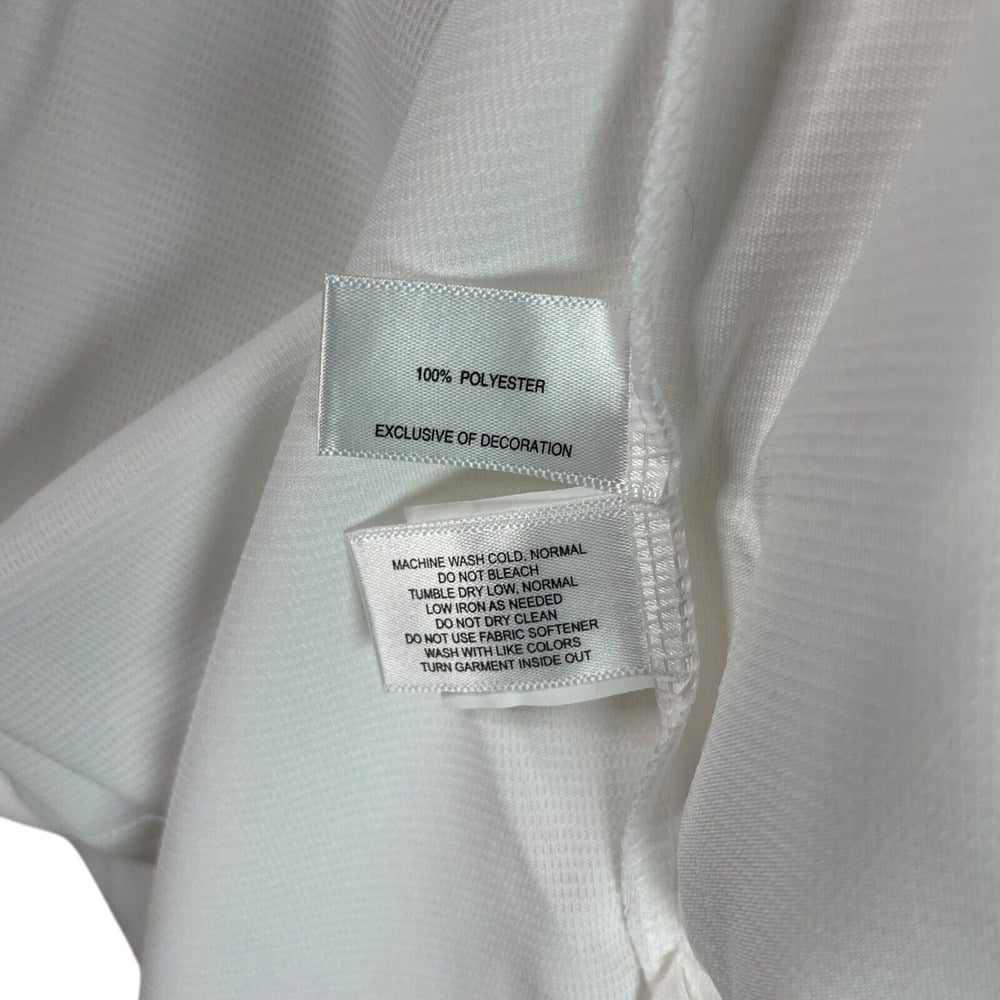 100% POLYESTER
EXCLUSIVE OF DECORATION
MACHINE WASH COLD, NORMAL
DO NOT BLEACH
TUMBLE DRY LOW, NORMAL
LOW IRON AS NEEDED
DO NOT DRY CLEAN
DO NOT USE FABRIC SOFTENER
WASH WITH LIKE COLORS
TURN GARMENT INSIDE OUT